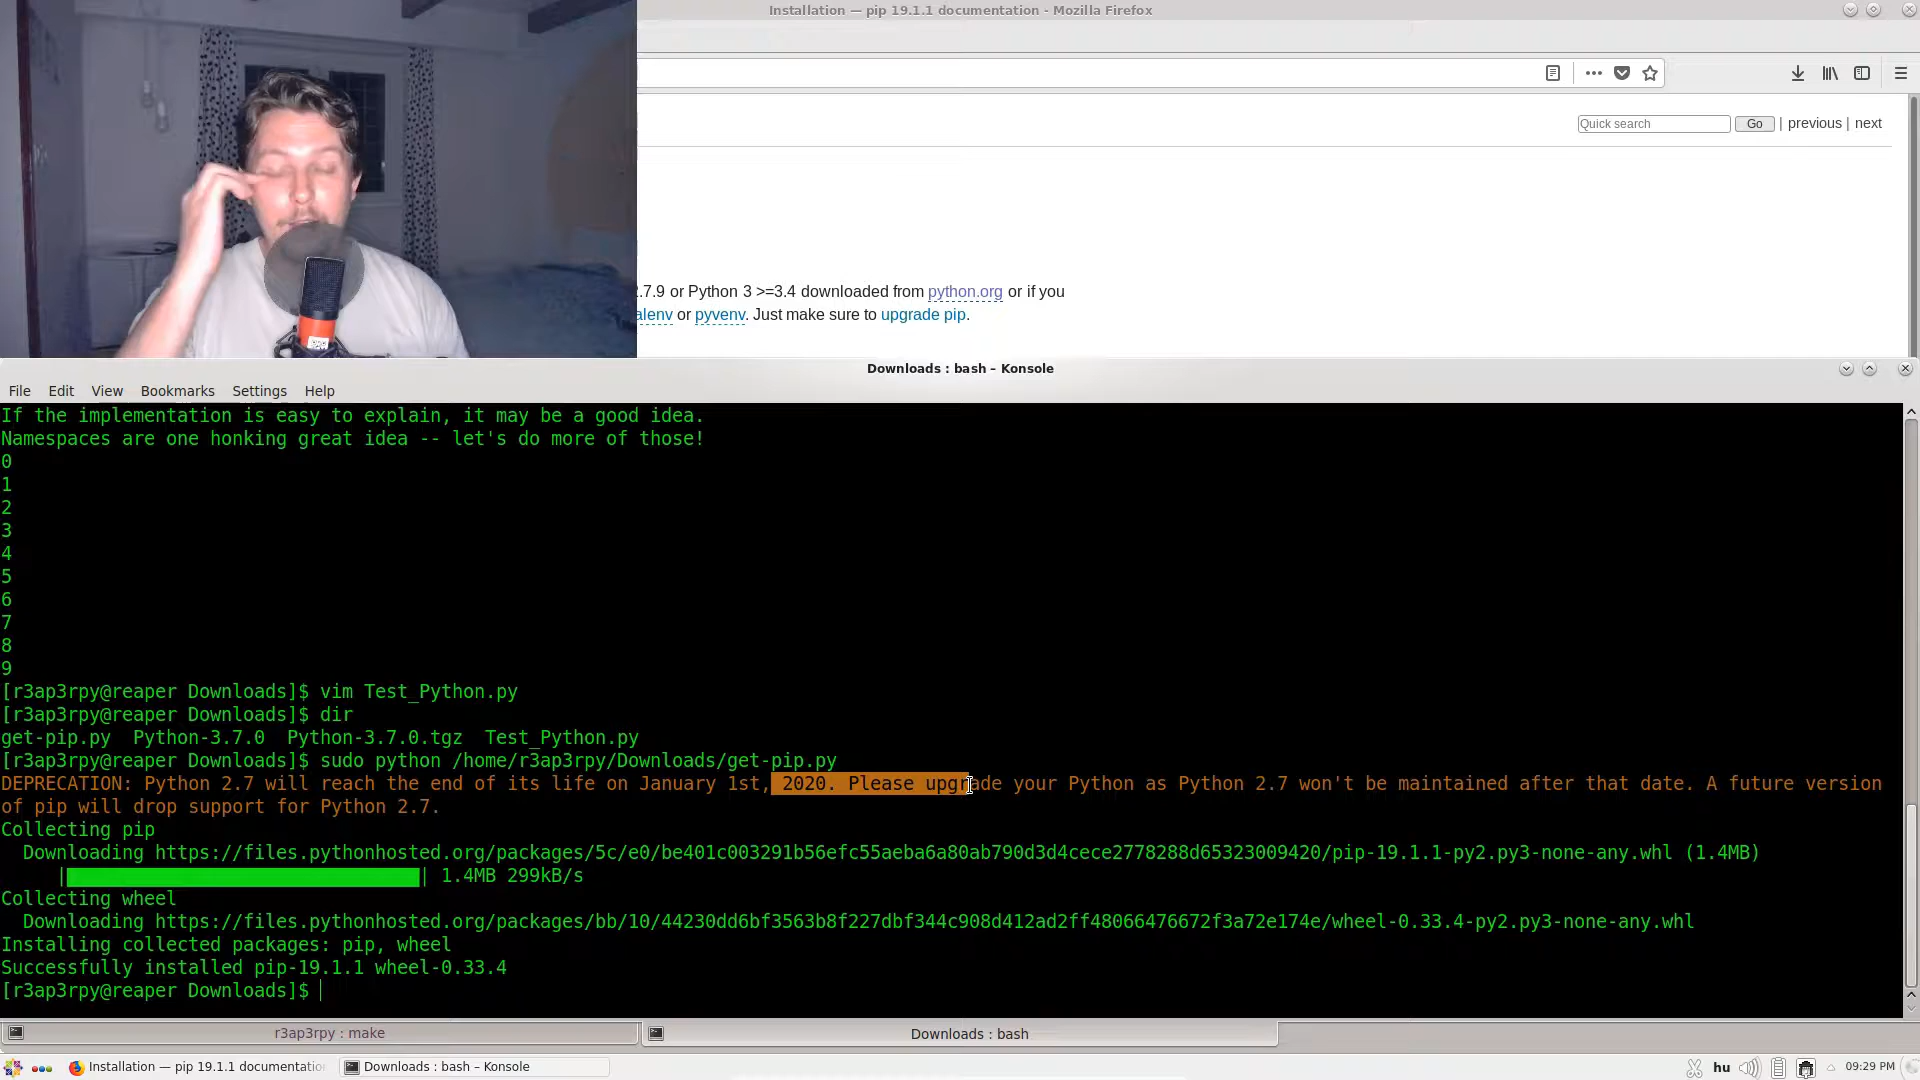 Installation — pip 19.1.1 documentation - Mozilla Firefox
Quick search
Go | previous | next
.7.9 or Python 3 >=3.4 downloaded from python.org or if you
alenv or pyvenv. Just make sure to upgrade pip.
Downloads : bash – Konsole
File Edit View Bookmarks Settings Help
If the implementation is easy to explain, it may be a good idea.
Namespaces are one honking great idea -- let's do more of those!
0
1
2
3
4
5
6
7
8
9
[r3ap3rpy@reaper Downloads]$ vim Test_Python.py
[r3ap3rpy@reaper Downloads]$ dir
get-pip.py  Python-3.7.0  Python-3.7.0.tgz  Test_Python.py
[r3ap3rpy@reaper Downloads]$ sudo python /home/r3ap3rpy/Downloads/get-pip.py
DEPRECATION: Python 2.7 will reach the end of its life on January 1st, 2020. Please upgrade your Python as Python 2.7 won't be maintained after that date. A future version
of pip will drop support for Python 2.7.
Collecting pip
Downloading https://files.pythonhosted.org/packages/5c/e0/be401c003291b56efc55aeba6a80ab790d3d4cece2778288d65323009420/pip-19.1.1-py2.py3-none-any.whl (1.4MB)
| | 1.4MB 299kB/s
Collecting wheel
Downloading https://files.pythonhosted.org/packages/bb/10/44230dd6bf3563b8f227dbf344c908d412ad2ff48066476672f3a72e174e/wheel-0.33.4-py2.py3-none-any.whl
Installing collected packages: pip, wheel
Successfully installed pip-19.1.1 wheel-0.33.4
[r3ap3rpy@reaper Downloads]$
r3ap3rpy : make
Downloads : bash
Installation — pip 19.1.1 documentatio
Downloads : bash – Konsole
hu
09:29 PM